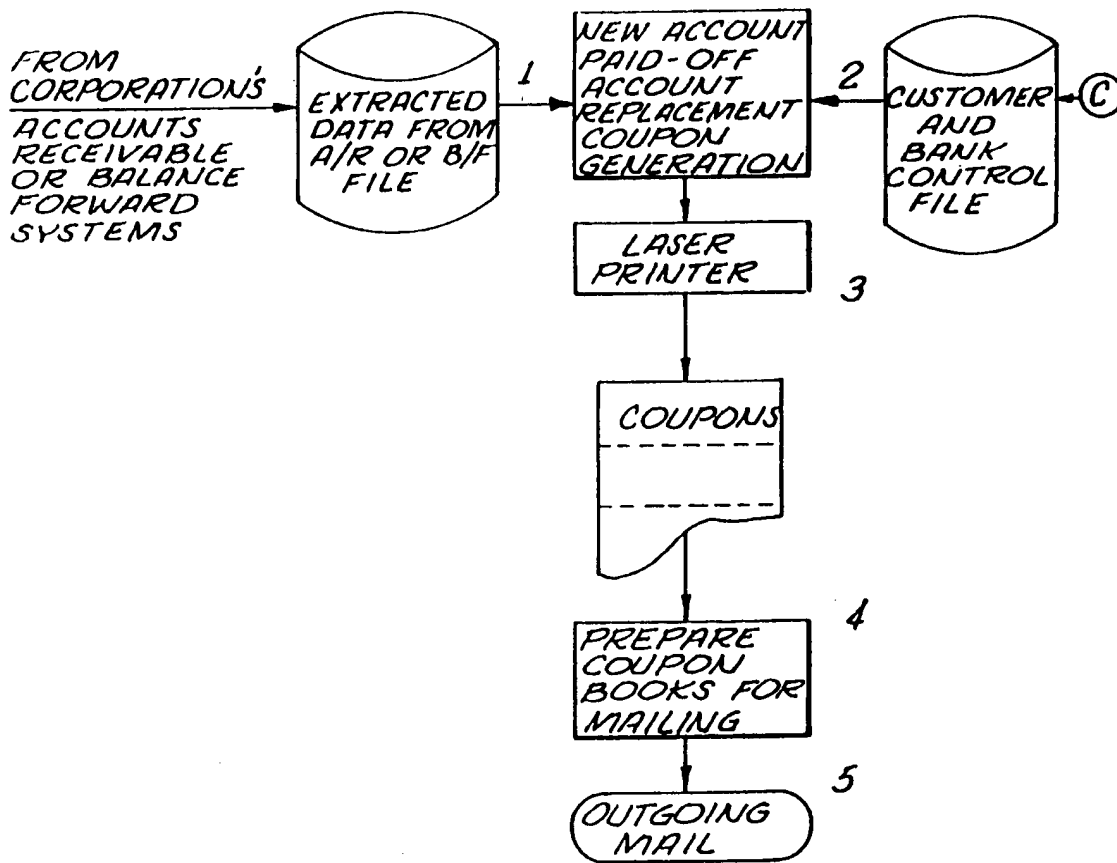 FROM
CORPORATION'S
ACCOUNTS
RECEIVABLE
OR BALANCE
FORWARD
SYSTEMS
EXTRACTED
DATA FROM
A/R OR B/F
FILE
1
NEW ACCOUNT
PAID-OFF
ACCOUNT
REPLACEMENT
COUPON
GENERATION
2
CUSTOMER
AND
BANK
CONTROL
FILE
C
LASER
PRINTER
3
COUPONS
4
PREPARE
COUPON
BOOKS FOR
MAILING
5
OUTGOING
MAIL